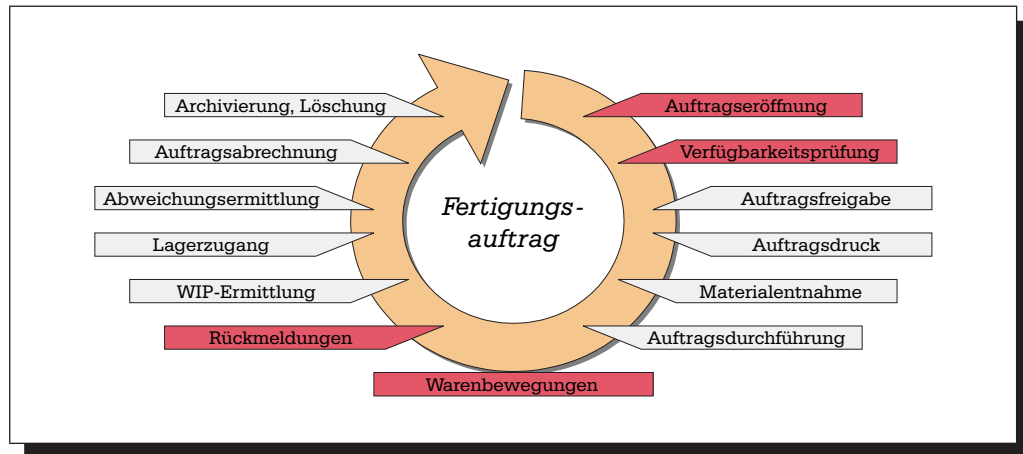 Auftragseröffnung
Verfügbarkeitsprüfung
Auftragsfreigabe
Auftragsdruck
Materialentnahme
Auftragsdurchführung
Warenbewegungen
Rückmeldungen
WIP-Ermittlung
Lagerzugang
Abweichungsermittlung
Auftragsabrechnung
Archivierung, Löschung
Fertigungs-
auftrag